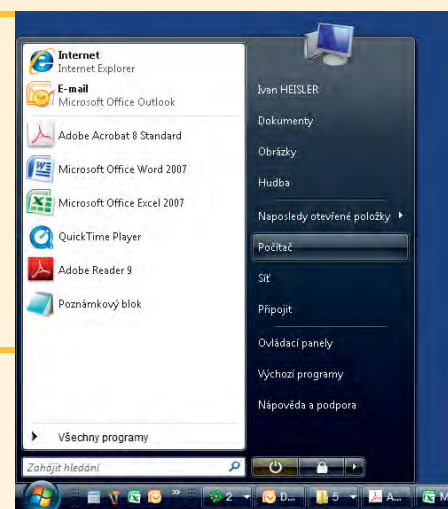 Internet
Internet Explorer
E-mail
Microsoft Office Outlook
Adobe Acrobat 8 Standard
Microsoft Office Word 2007
Microsoft Office Excel 2007
QuickTime Player
Adobe Reader 9
Poznámkový blok
Všechny programy
Zahájit hledání
Ivan HEISLER
Dokumenty
Obrázky
Hudba
Naposledy otevřené položky
Počítač
Síť
Připojit
Ovládací panely
Výchozí programy
Nápověda a podpora
» 2 D... 5 A... M